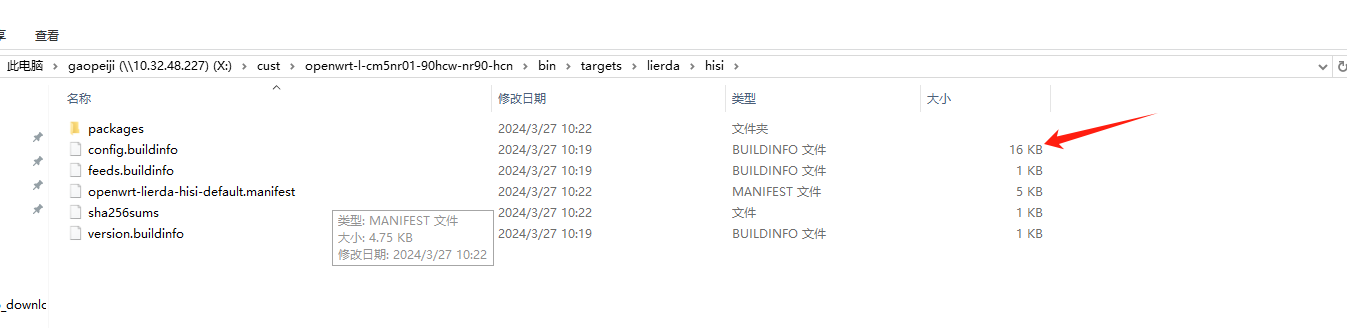 查看
此电脑 › gaopeiji (\\10.32.48.227) (X:) › cust › openwrt-l-cm5nr01-90hcw-nr90-hcn › bin › targets › lierda › hisi ›
名称 修改日期 类型 大小
packages 2024/3/27 10:22 文件夹
config.buildinfo 2024/3/27 10:19 BUILDINFO 文件 16 KB
feeds.buildinfo 2024/3/27 10:19 BUILDINFO 文件 1 KB
openwrt-lierda-hisi-default.manifest 2024/3/27 10:22 MANIFEST 文件 5 KB
sha256sums 2024/3/27 10:22 文件 1 KB
version.buildinfo 2024/3/27 10:19 BUILDINFO 文件 1 KB
类型: MANIFEST 文件
大小: 4.75 KB
修改日期: 2024/3/27 10:22